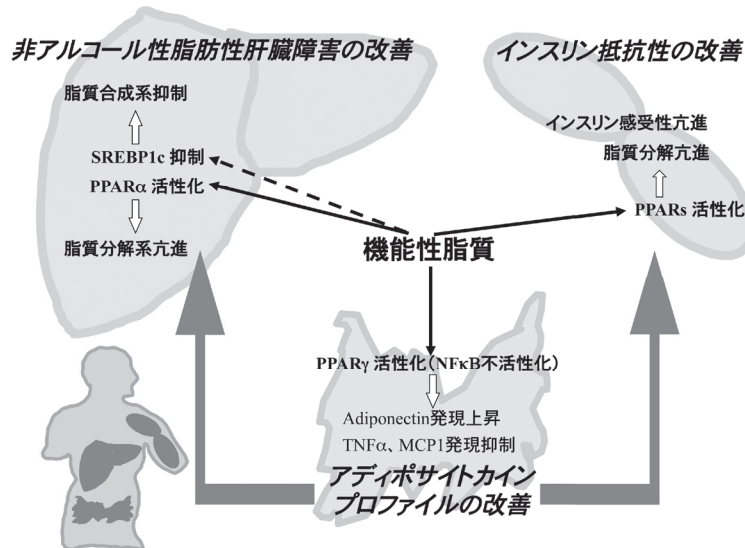 非アルコール性脂肪性肝臓障害の改善
脂質合成系抑制
SREBP1c 抑制
PPARα 活性化
脂質分解系亢進
インスリン抵抗性の改善
インスリン感受性亢進
脂質分解亢進
PPARs 活性化
機能性脂質
PPARγ 活性化(NFκB不活性化)
Adiponectin発現上昇
TNFα、MCP1発現抑制
アディポサイトカイン
プロファイルの改善